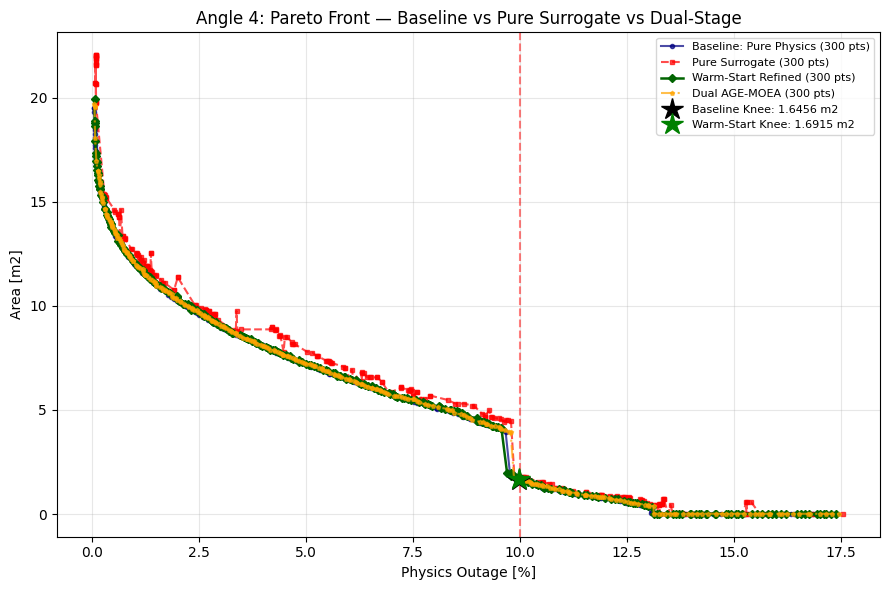 Angle 4: Pareto Front — Baseline vs Pure Surrogate vs Dual-Stage
Baseline: Pure Physics (300 pts)
Pure Surrogate (300 pts)
Warm-Start Refined (300 pts)
Dual AGE-MOEA (300 pts)
Baseline Knee: 1.6456 m2
Warm-Start Knee: 1.6915 m2
Area [m2]
20
15
10
5
0
0.0 2.5 5.0 7.5 10.0 12.5 15.0 17.5
Physics Outage [%]